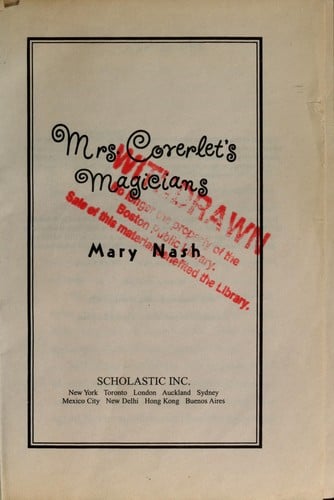 Mrs. Coverlet's
Magicians
Mary Nash
WITHDRAWN
No longer the property of the
Boston Public Library.
Sale of this material benefited the Library.
SCHOLASTIC INC.
New York Toronto London Auckland Sydney
Mexico City New Delhi Hong Kong Buenos Aires